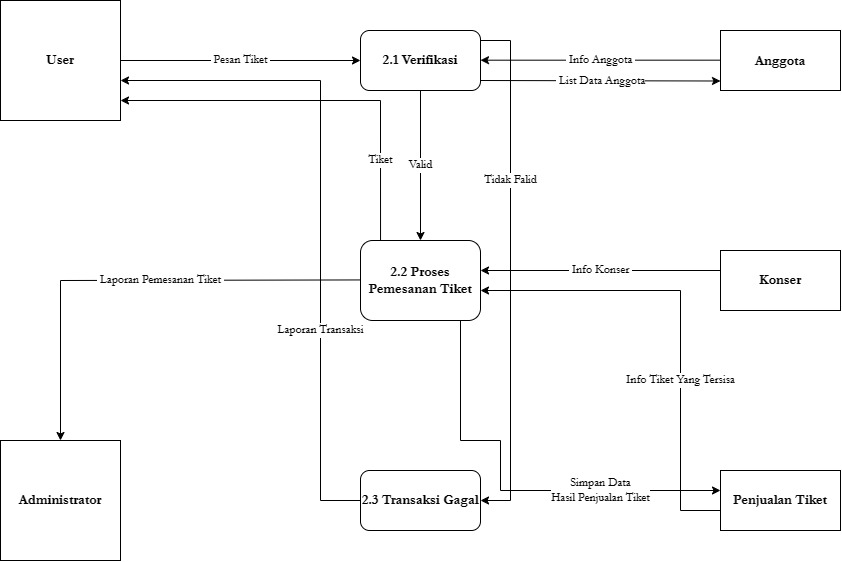 User
Pesan Tiket
2.1 Verifikasi
Info Anggota
List Data Anggota
Anggota
Tiket
Valid
Tidak Falid
2.2 Proses
Pemesanan Tiket
Info Konser
Konser
Laporan Pemesanan Tiket
Laporan Transaksi
Info Tiket Yang Tersisa
Administrator
2.3 Transaksi Gagal
Simpan Data
Hasil Penjualan Tiket
Penjualan Tiket